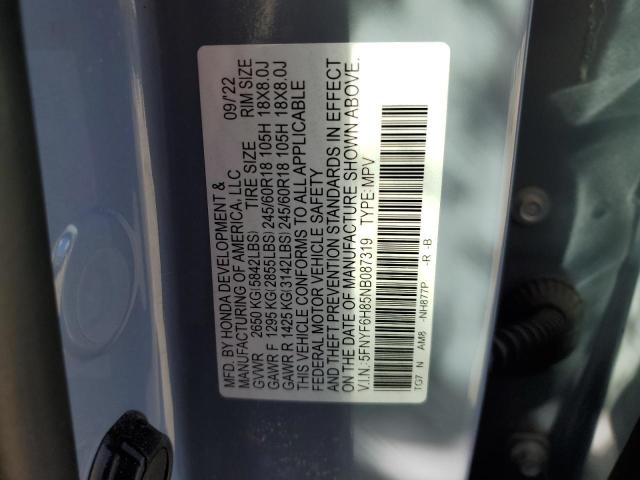 MFD. BY HONDA DEVELOPMENT & 09/22
MANUFACTURING OF AMERICA, LLC
GVWR 2650 KG(5842LBS) TIRE SIZE RIM SIZE
GAWR F 1295 KG(2855LBS) 245/60R18 105H 18X8.0J
GAWR R 1425 KG(3142LBS) 245/60R18 105H 18X8.0J
THIS VEHICLE CONFORMS TO ALL APPLICABLE
FEDERAL MOTOR VEHICLE SAFETY
AND THEFT PREVENTION STANDARDS IN EFFECT
ON THE DATE OF MANUFACTURE SHOWN ABOVE.
V.I.N: 5FNYF6H85NB087319 TYPE: MPV
TG7 N AM8 -NH877P -R -B